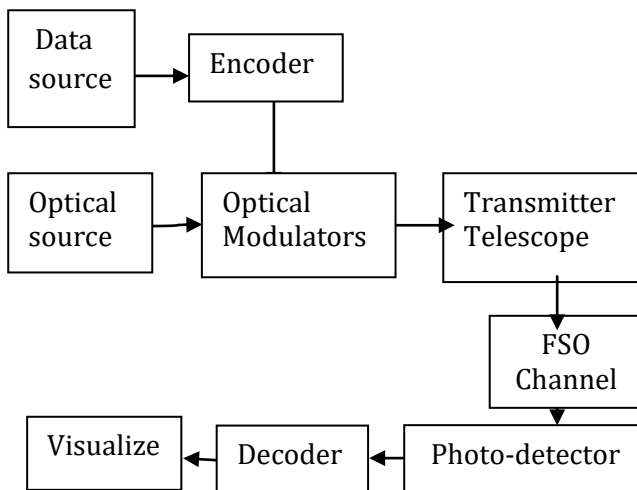 Data
source
Encoder
Optical
source
Optical
Modulators
Transmitter
Telescope
FSO
Channel
Visualize
Decoder
Photo-detector